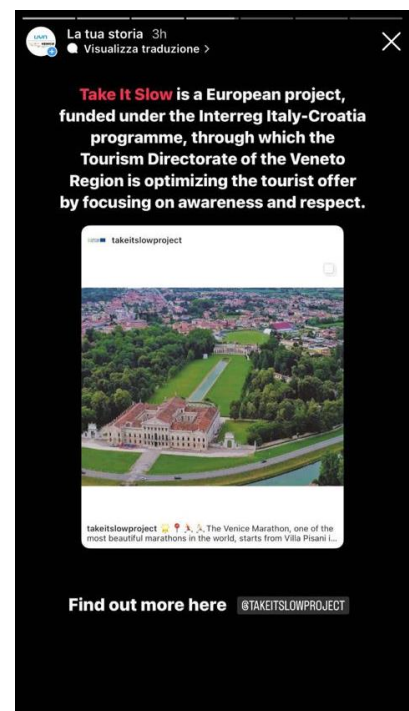 La tua storia 3h
Visualizza traduzione >
Take It Slow is a European project,
funded under the Interreg Italy-Croatia
programme, through which the
Tourism Directorate of the Veneto
Region is optimizing the tourist offer
by focusing on awareness and respect.
takeitslowproject
takeitslowproject The Venice Marathon, one of the
most beautiful marathons in the world, starts from Villa Pisani i...
Find out more here @TAKEITSLOWPROJECT